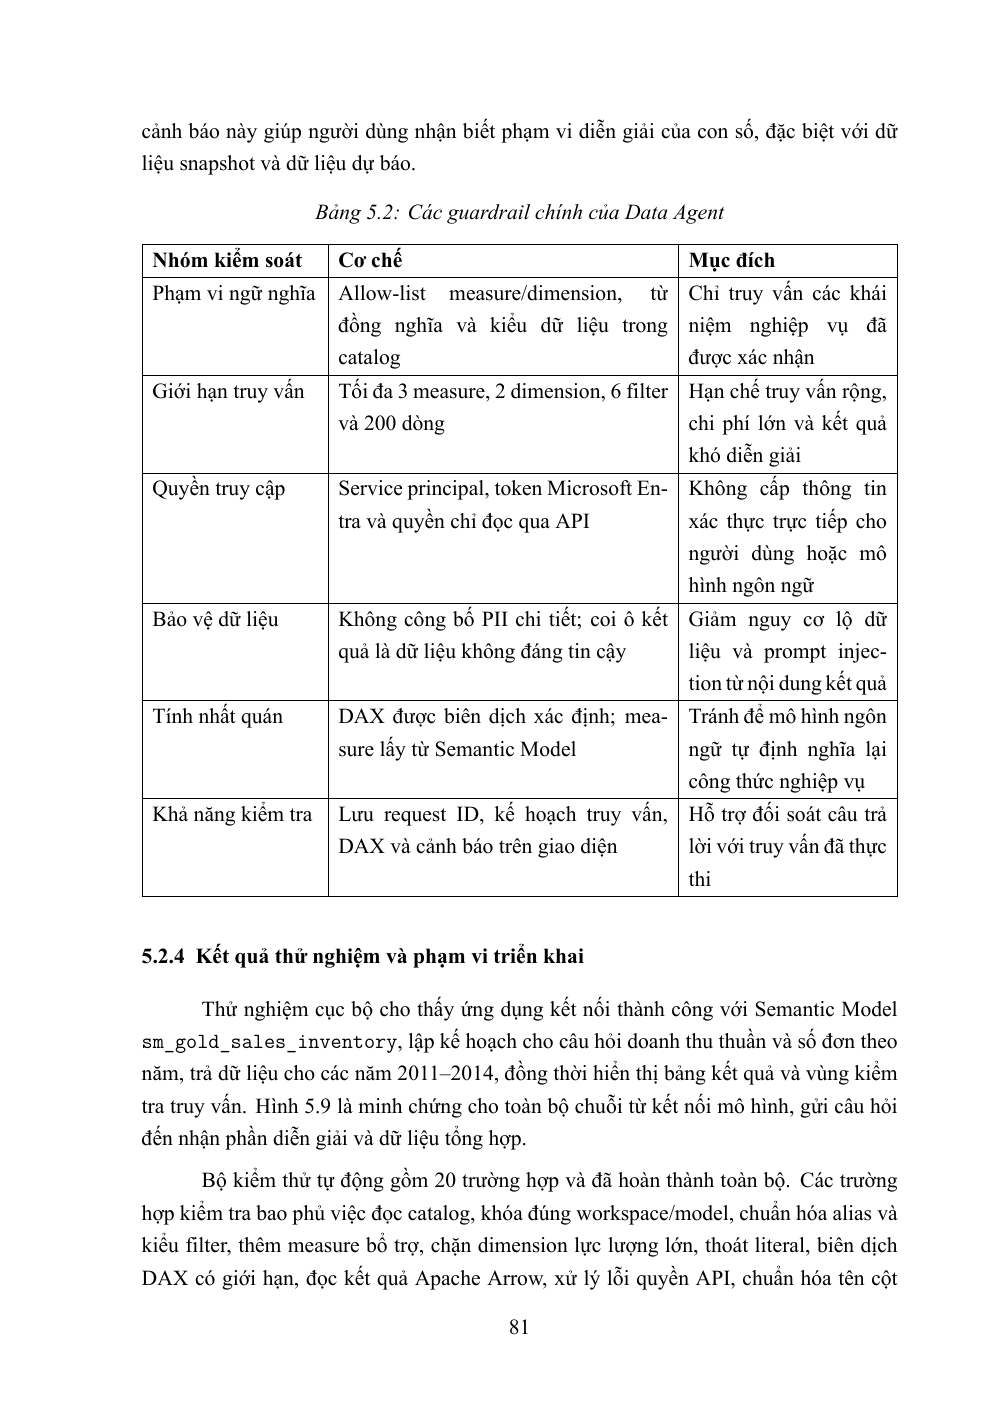 cảnh báo này giúp người dùng nhận biết phạm vi diễn giải của con số, đặc biệt với dữ
liệu snapshot và dữ liệu dự báo.
Bảng 5.2: Các guardrail chính của Data Agent
Nhóm kiểm soát Cơ chế Mục đích
Phạm vi ngữ nghĩa Allow-list measure/dimension, từ Chỉ truy vấn các khái
đồng nghĩa và kiểu dữ liệu trong niệm nghiệp vụ đã
catalog được xác nhận
Giới hạn truy vấn Tối đa 3 measure, 2 dimension, 6 filter Hạn chế truy vấn rộng,
và 200 dòng chi phí lớn và kết quả
khó diễn giải
Quyền truy cập Service principal, token Microsoft En- Không cấp thông tin
tra và quyền chỉ đọc qua API xác thực trực tiếp cho
người dùng hoặc mô
hình ngôn ngữ
Bảo vệ dữ liệu Không công bố PII chi tiết; coi ô kết Giảm nguy cơ lộ dữ
quả là dữ liệu không đáng tin cậy liệu và prompt injec-
tion từ nội dung kết quả
Tính nhất quán DAX được biên dịch xác định; mea- Tránh để mô hình ngôn
sure lấy từ Semantic Model ngữ tự định nghĩa lại
công thức nghiệp vụ
Khả năng kiểm tra Lưu request ID, kế hoạch truy vấn, Hỗ trợ đối soát câu trả
DAX và cảnh báo trên giao diện lời với truy vấn đã thực
thi
5.2.4 Kết quả thử nghiệm và phạm vi triển khai
Thử nghiệm cục bộ cho thấy ứng dụng kết nối thành công với Semantic Model
sm_gold_sales_inventory, lập kế hoạch cho câu hỏi doanh thu thuần và số đơn theo
năm, trả dữ liệu cho các năm 2011–2014, đồng thời hiển thị bảng kết quả và vùng kiểm
tra truy vấn. Hình 5.9 là minh chứng cho toàn bộ chuỗi từ kết nối mô hình, gửi câu hỏi
đến nhận phần diễn giải và dữ liệu tổng hợp.
Bộ kiểm thử tự động gồm 20 trường hợp và đã hoàn thành toàn bộ. Các trường
hợp kiểm tra bao phủ việc đọc catalog, khóa đúng workspace/model, chuẩn hóa alias và
kiểu filter, thêm measure bổ trợ, chặn dimension lực lượng lớn, thoát literal, biên dịch
DAX có giới hạn, đọc kết quả Apache Arrow, xử lý lỗi quyền API, chuẩn hóa tên cột
81